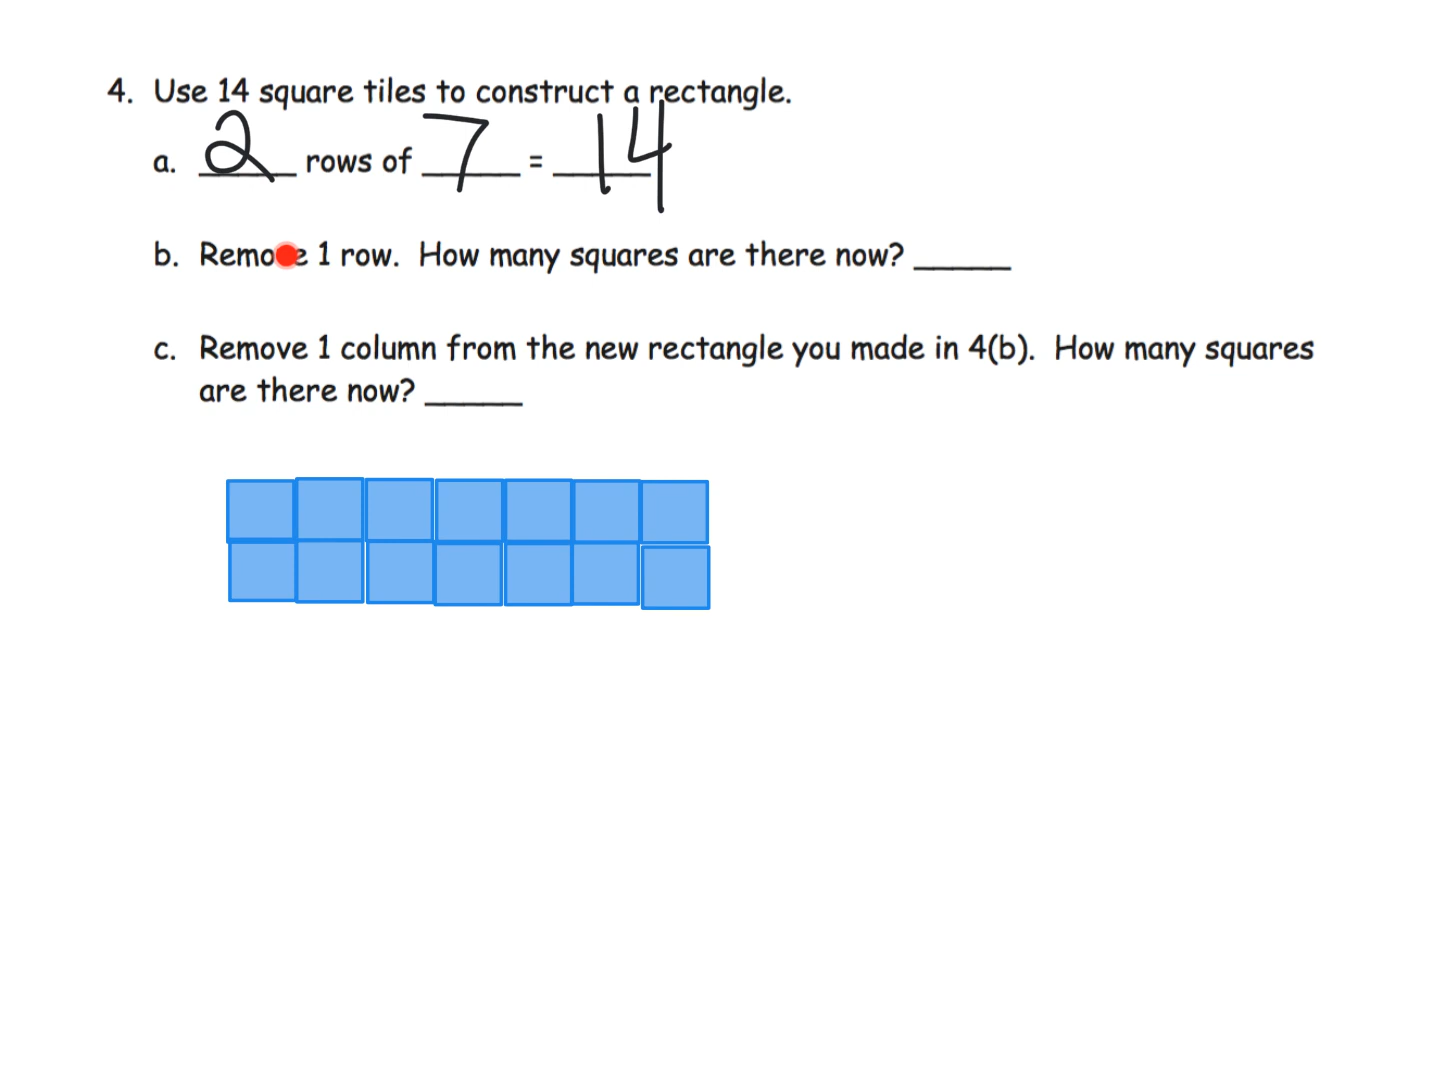 4. Use 14 square tiles to construct a rectangle.
a. 2 rows of 7 = 14
b. Remove 1 row. How many squares are there now? _____
c. Remove 1 column from the new rectangle you made in 4(b). How many squares
are there now? _____